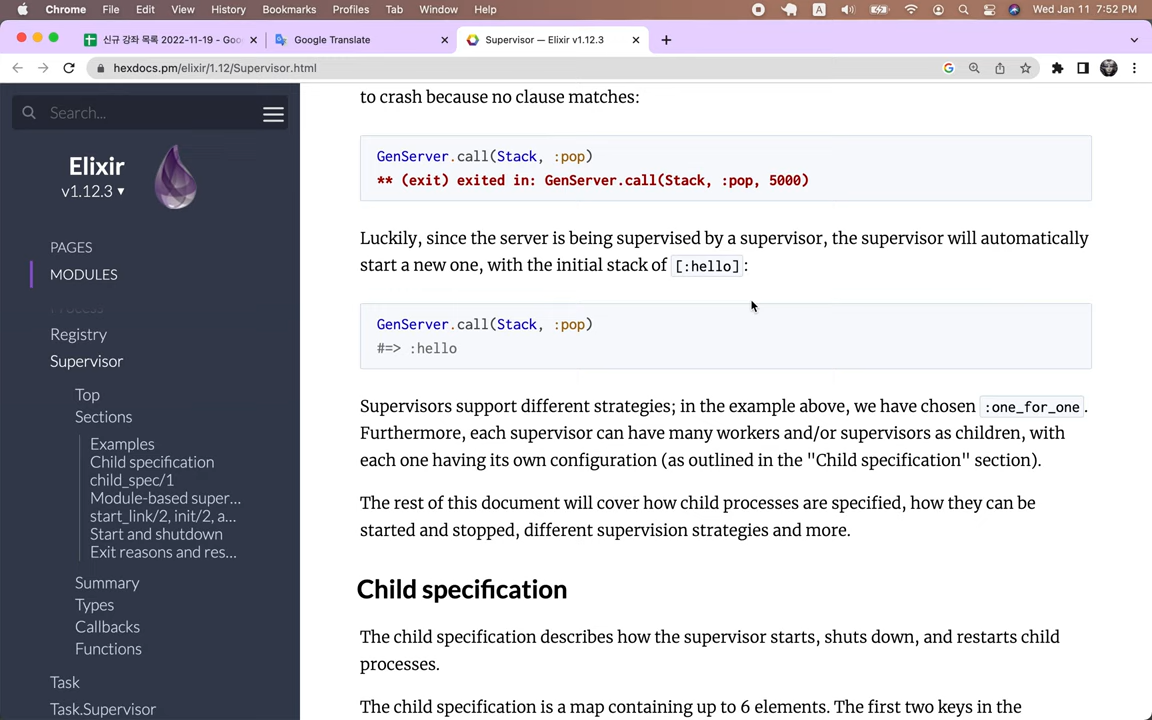 Chrome File Edit View History Bookmarks Profiles Tab Window Help A Wed Jan 11 7:52 PM
신규 강좌 목록 2022-11-19 - Goo Google Translate Supervisor — Elixir v1.12.3
hexdocs.pm/elixir/1.12/Supervisor.html
Search...
Elixir
v1.12.3
PAGES
MODULES
Process
Registry
Supervisor
Top
Sections
Examples
Child specification
child_spec/1
Module-based super...
start_link/2, init/2, a...
Start and shutdown
Exit reasons and res...
Summary
Types
Callbacks
Functions
Task
Task.Supervisor
to crash because no clause matches:
GenServer.call(Stack, :pop)
** (exit) exited in: GenServer.call(Stack, :pop, 5000)
Luckily, since the server is being supervised by a supervisor, the supervisor will automatically
start a new one, with the initial stack of [:hello]:
GenServer.call(Stack, :pop)
#=> :hello
Supervisors support different strategies; in the example above, we have chosen :one_for_one.
Furthermore, each supervisor can have many workers and/or supervisors as children, with
each one having its own configuration (as outlined in the "Child specification" section).
The rest of this document will cover how child processes are specified, how they can be
started and stopped, different supervision strategies and more.
Child specification
The child specification describes how the supervisor starts, shuts down, and restarts child
processes.
The child specification is a map containing up to 6 elements. The first two keys in the